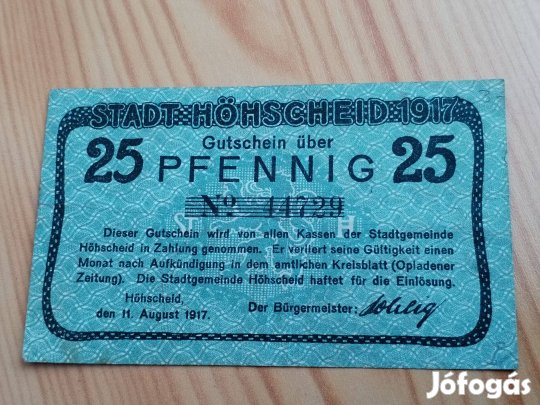 STADT HÖHSCHEID 1917
Gutschein über
25 PFENNIG 25
No 44729
Dieser Gutschein wird von allen Kassen der Stadtgemeinde
Höhscheid in Zahlung genommen. Er verliert seine Gültigkeit einen
Monat nach Aufkündigung in dem amtlichen Kreisblatt (Opladener
Zeitung). Die Stadtgemeinde Höhscheid haftet für die Einlösung.
Höhscheid,
den 11. August 1917.
Der Bürgermeister:
Jófogás